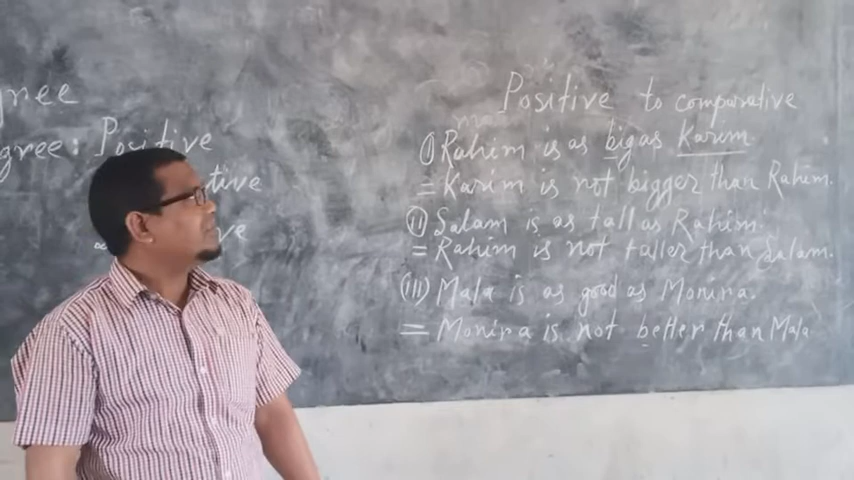 gree
gree: Positive
tive
ve
Positive to comparative
(i) Rahim is as big as Karim.
= Karim is not bigger than Rahim.
(ii) Salam is as tall as Rahim.
= Rahim is not taller than Salam.
(iii) Mala is as good as Monira.
= Monira is not better than Mala.